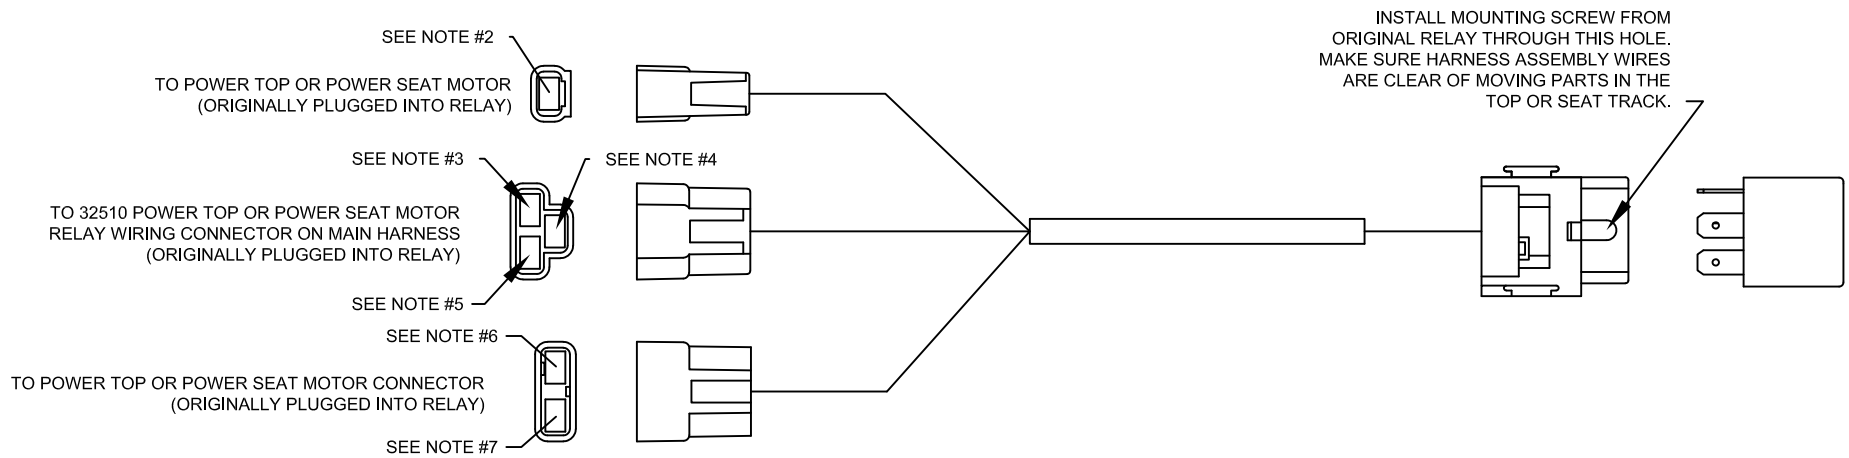 SEE NOTE #2
TO POWER TOP OR POWER SEAT MOTOR
(ORIGINALLY PLUGGED INTO RELAY)
SEE NOTE #3
SEE NOTE #4
TO 32510 POWER TOP OR POWER SEAT MOTOR
RELAY WIRING CONNECTOR ON MAIN HARNESS
(ORIGINALLY PLUGGED INTO RELAY)
SEE NOTE #5
SEE NOTE #6
TO POWER TOP OR POWER SEAT MOTOR CONNECTOR
(ORIGINALLY PLUGGED INTO RELAY)
SEE NOTE #7
INSTALL MOUNTING SCREW FROM
ORIGINAL RELAY THROUGH THIS HOLE.
MAKE SURE HARNESS ASSEMBLY WIRES
ARE CLEAR OF MOVING PARTS IN THE
TOP OR SEAT TRACK.